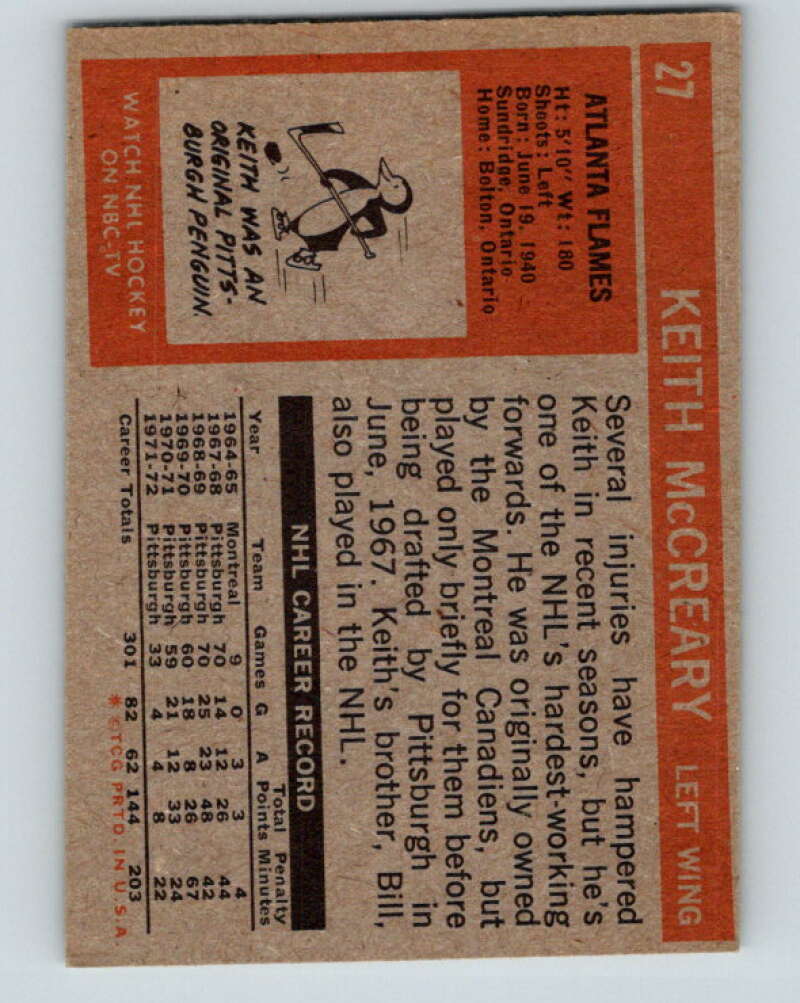 27 KEITH McCREARY LEFT WING
ATLANTA FLAMES
Ht: 5'10" Wt: 180
Shoots: Left
Born: June 19, 1940
Sundridge, Ontario
Home: Bolton, Ontario
KEITH WAS AN
ORIGINAL PITTS-
BURGH PENGUIN.
WATCH NHL HOCKEY
ON NBC-TV
Several injuries have hampered
Keith in recent seasons, but he's
one of the NHL's hardest-working
forwards. He was originally owned
by the Montreal Canadiens, but
played only briefly for them before
being drafted by Pittsburgh in
June, 1967. Keith's brother, Bill,
also played in the NHL.
NHL CAREER RECORD
Total Penalty
Year Team Games G A Points Minutes
1964-65 Montreal 9 0 3 3 4
1967-68 Pittsburgh 70 14 12 26 44
1968-69 Pittsburgh 70 25 23 48 42
1969-70 Pittsburgh 60 18 8 26 67
1970-71 Pittsburgh 59 21 12 33 24
1971-72 Pittsburgh 33 4 4 8 22
Career Totals 301 82 62 144 203
* © TCG PRTD. IN U.S.A.